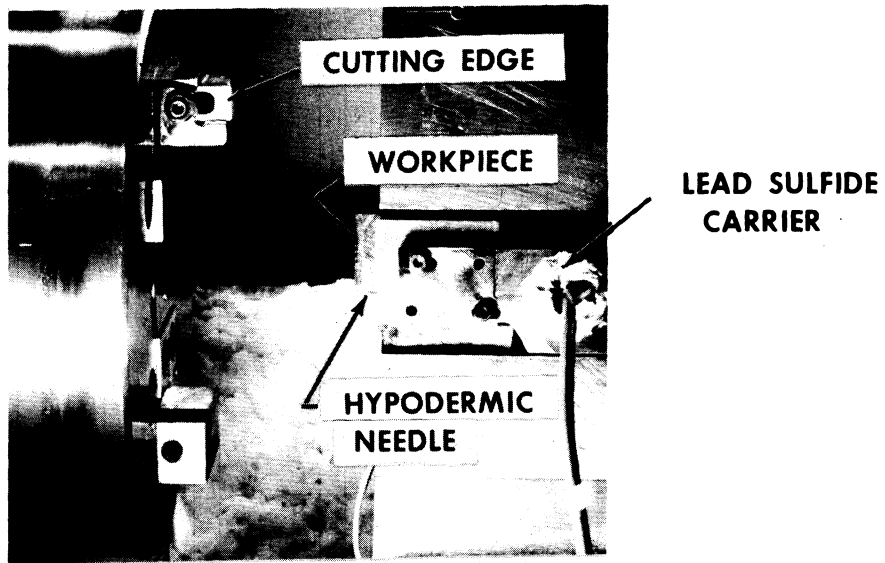 CUTTING EDGE
WORKPIECE
LEAD SULFIDE
CARRIER
HYPODERMIC
NEEDLE